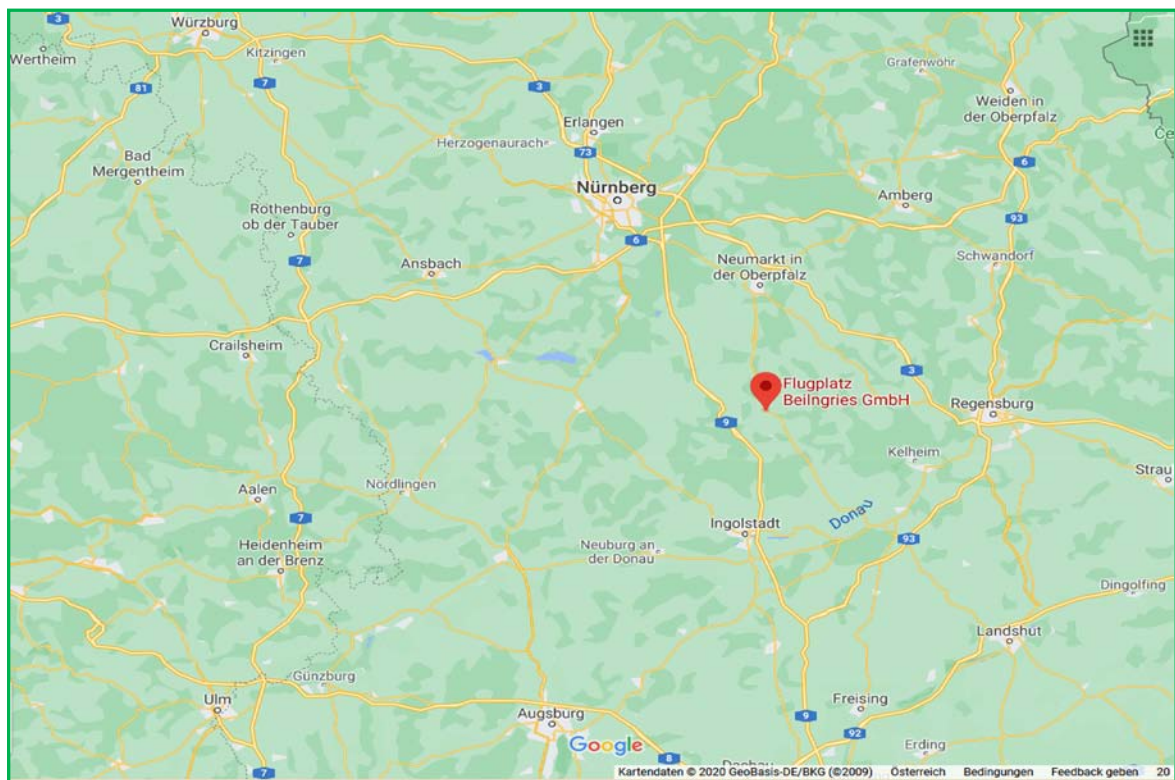 3
Würzburg
Wertheim
Kitzingen
7
81
3
Grafenwöhr
Weiden in
der Oberpfalz
Erlangen
Herzogenaurach
73
Ce
6
Bad
Mergentheim
Nürnberg
Amberg
Rothenburg
ob der Tauber
93
6
7
Ansbach
Neumarkt in
der Oberpfalz
Schwandorf
Crailsheim
3
Flugplatz
Beilngries GmbH
Regensburg
9
Kelheim
Strau
Nördlingen
Aalen
7
Donau
Ingolstadt
93
Heidenheim
an der Brenz
Neuburg an
der Donau
Dingolfing
Landshut
Günzburg
Ulm
Freising
Augsburg
9
92
Google
Erding
8
7
Kartendaten © 2020 GeoBasis-DE/BKG (©2009) Österreich Bedingungen Feedback geben 20